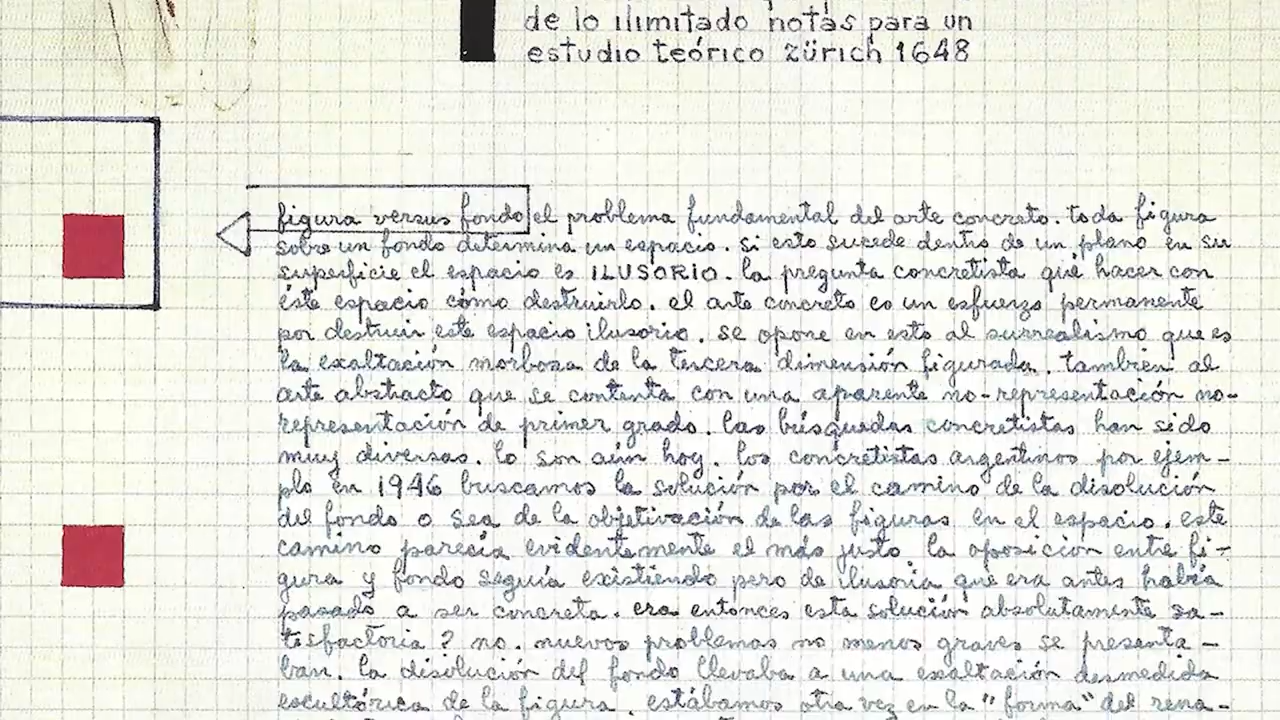 de lo ilimitado notas para un
estudio teórico zürich 1648
figura versus fondo el problema fundamental del arte concreto. toda figura
sobre un fondo determina un espacio. si esto sucede dentro de un plano en su
superficie el espacio es ILUSORIO. la pregunta concretista qué hacer con
éste espacio cómo destruirlo. el arte concreto es un esfuerzo permanente
por destruir este espacio ilusorio. se opone en esto al surrealismo que es
la exaltación morbosa de la tercera dimensión figurada. también al
arte abstracto que se contenta con una aparente no-representación no-
representación de primer grado. las búsquedas concretistas han sido
muy diversas. lo son aún hoy. los concretistas argentinos por ejem-
plo en 1946 buscamos la solución por el camino de la disolución
del fondo o sea de la objetivación de las figuras en el espacio. este
camino parecía evidentemente el más justo la oposición entre fi-
gura y fondo seguía existiendo pero de ilusoria que era antes había
pasado a ser concreta. era entonces esta solución absolutamente sa-
tisfactoria? no. nuevos problemas no menos graves se presenta-
ban. la disolución del fondo llevaba a una exaltación desmedida
escultórica de la figura. estábamos otra vez en la "forma" del rena-